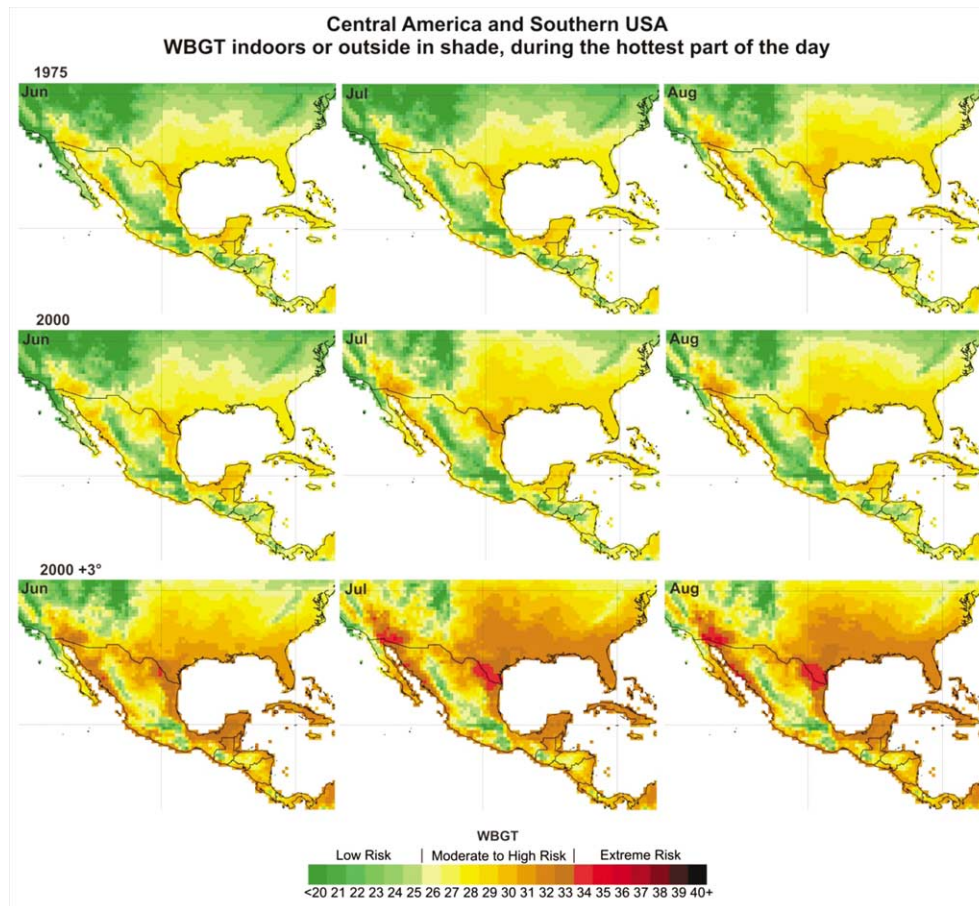 Central America and Southern USA
WBGT indoors or outside in shade, during the hottest part of the day
1975
Jun
Jul
Aug
2000
Jun
Jul
Aug
2000 +3°
Jun
Jul
Aug
WBGT
Low Risk | Moderate to High Risk | Extreme Risk
<20 21 22 23 24 25 26 27 28 29 30 31 32 33 34 35 36 37 38 39 40+